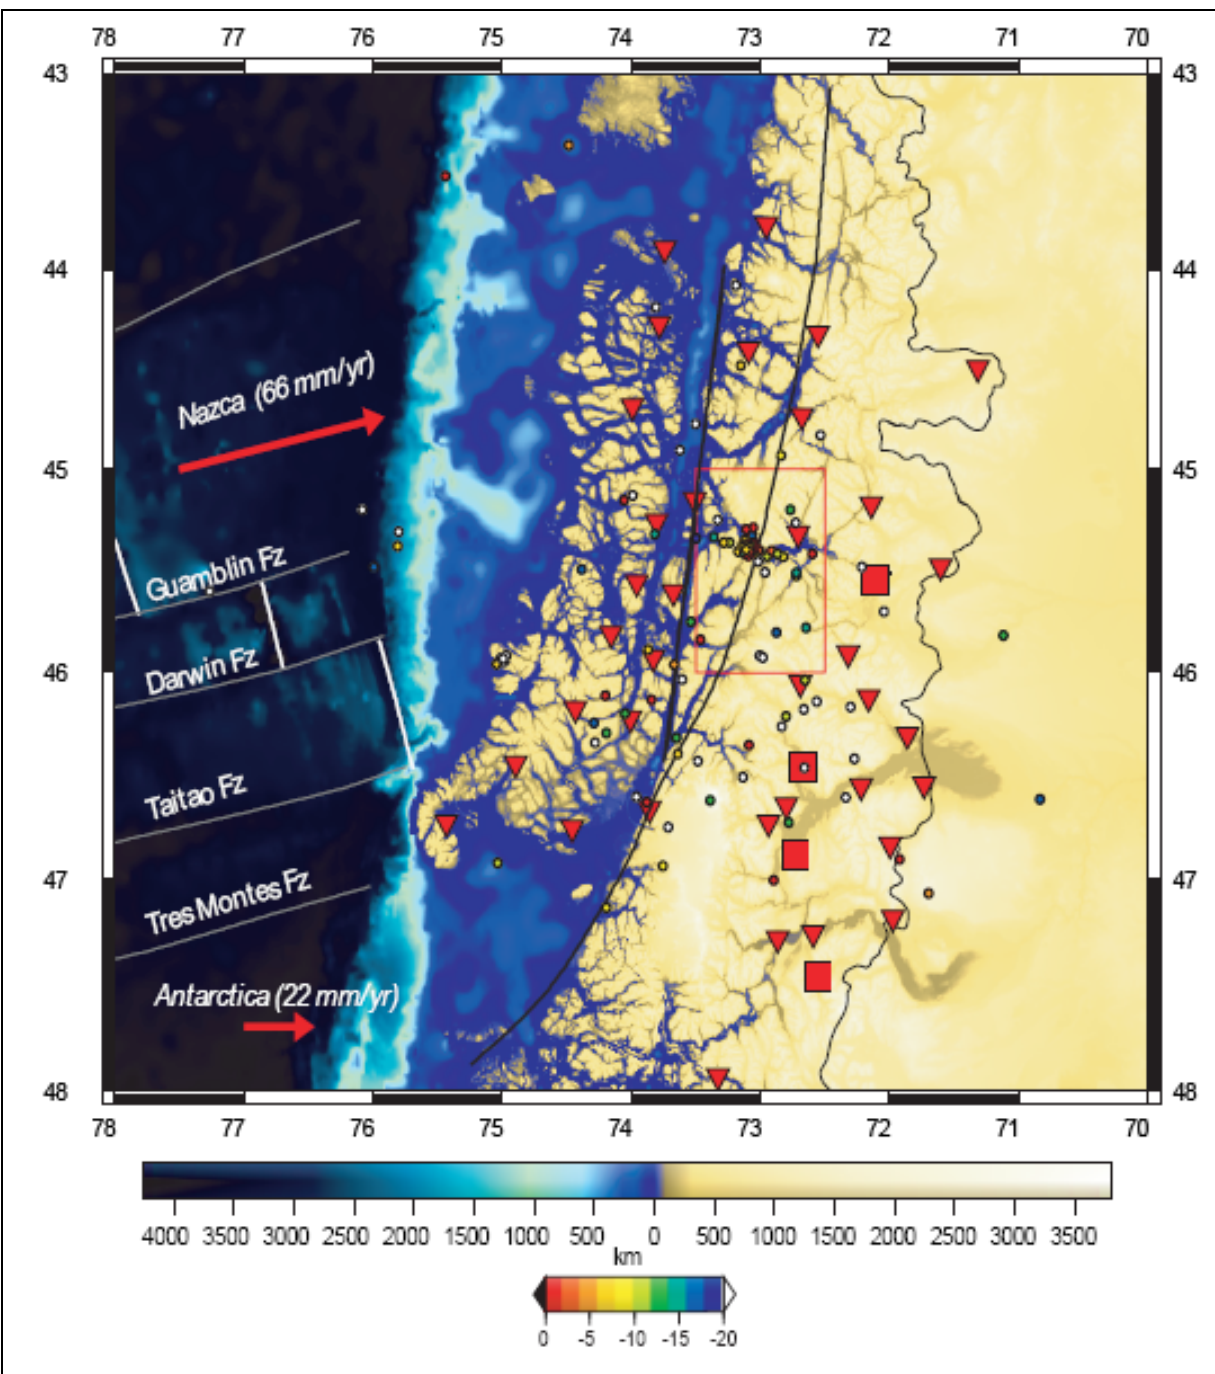 78 77 76 75 74 73 72 71 70
43 43
44 44
Nazca (66 mm/yr)
45 45
Guamblin Fz
Darwin Fz
46 46
Taitao Fz
47 47
Tres Montes Fz
Antarctica (22 mm/yr)
48 48
78 77 76 75 74 73 72 71 70
4000 3500 3000 2500 2000 1500 1000 500 0 500 1000 1500 2000 2500 3000 3500
km
0 -5 -10 -15 -20